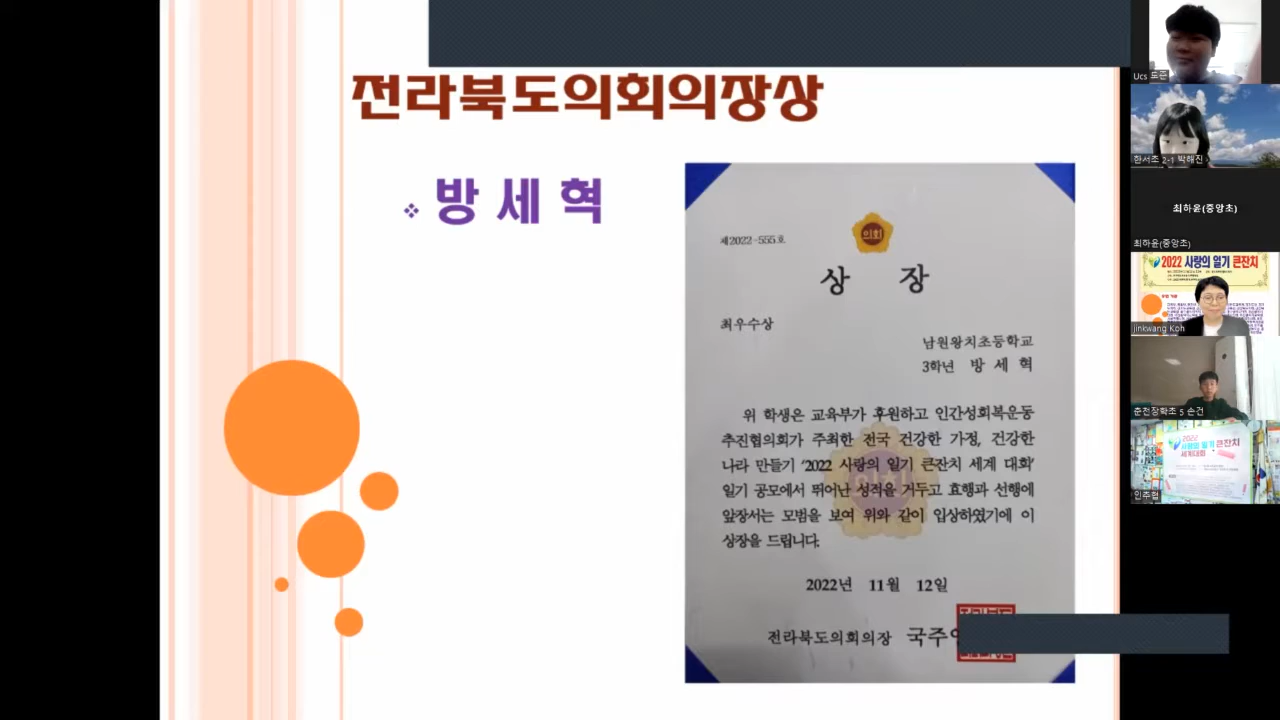 전라북도의회의장상
방 세 혁
제2022-555호
의회
상 장
최우수상
남원왕치초등학교
3학년 방 세 혁
위 학생은 교육부가 후원하고 인간성회복운동
추진협의회가 주최한 전국 건강한 가정, 건강한
나라 만들기 '2022 사랑의 일기 큰잔치 세계 대회'
일기 공모에서 뛰어난 성적을 거두고 효행과 선행에
앞장서는 모범을 보여 위와 같이 입상하였기에 이
상장을 드립니다.
2022년 11월 12일
전라북도의회의장 국주
Ucs 도준
한서초 2-1 박해진
최하윤(중앙초)
최하윤(중앙초)
2022 사랑의 일기 큰잔치
jinkwang Koh
춘천장학초 5 손건
2022
사랑의 일기 큰잔치
세계대회
인추협